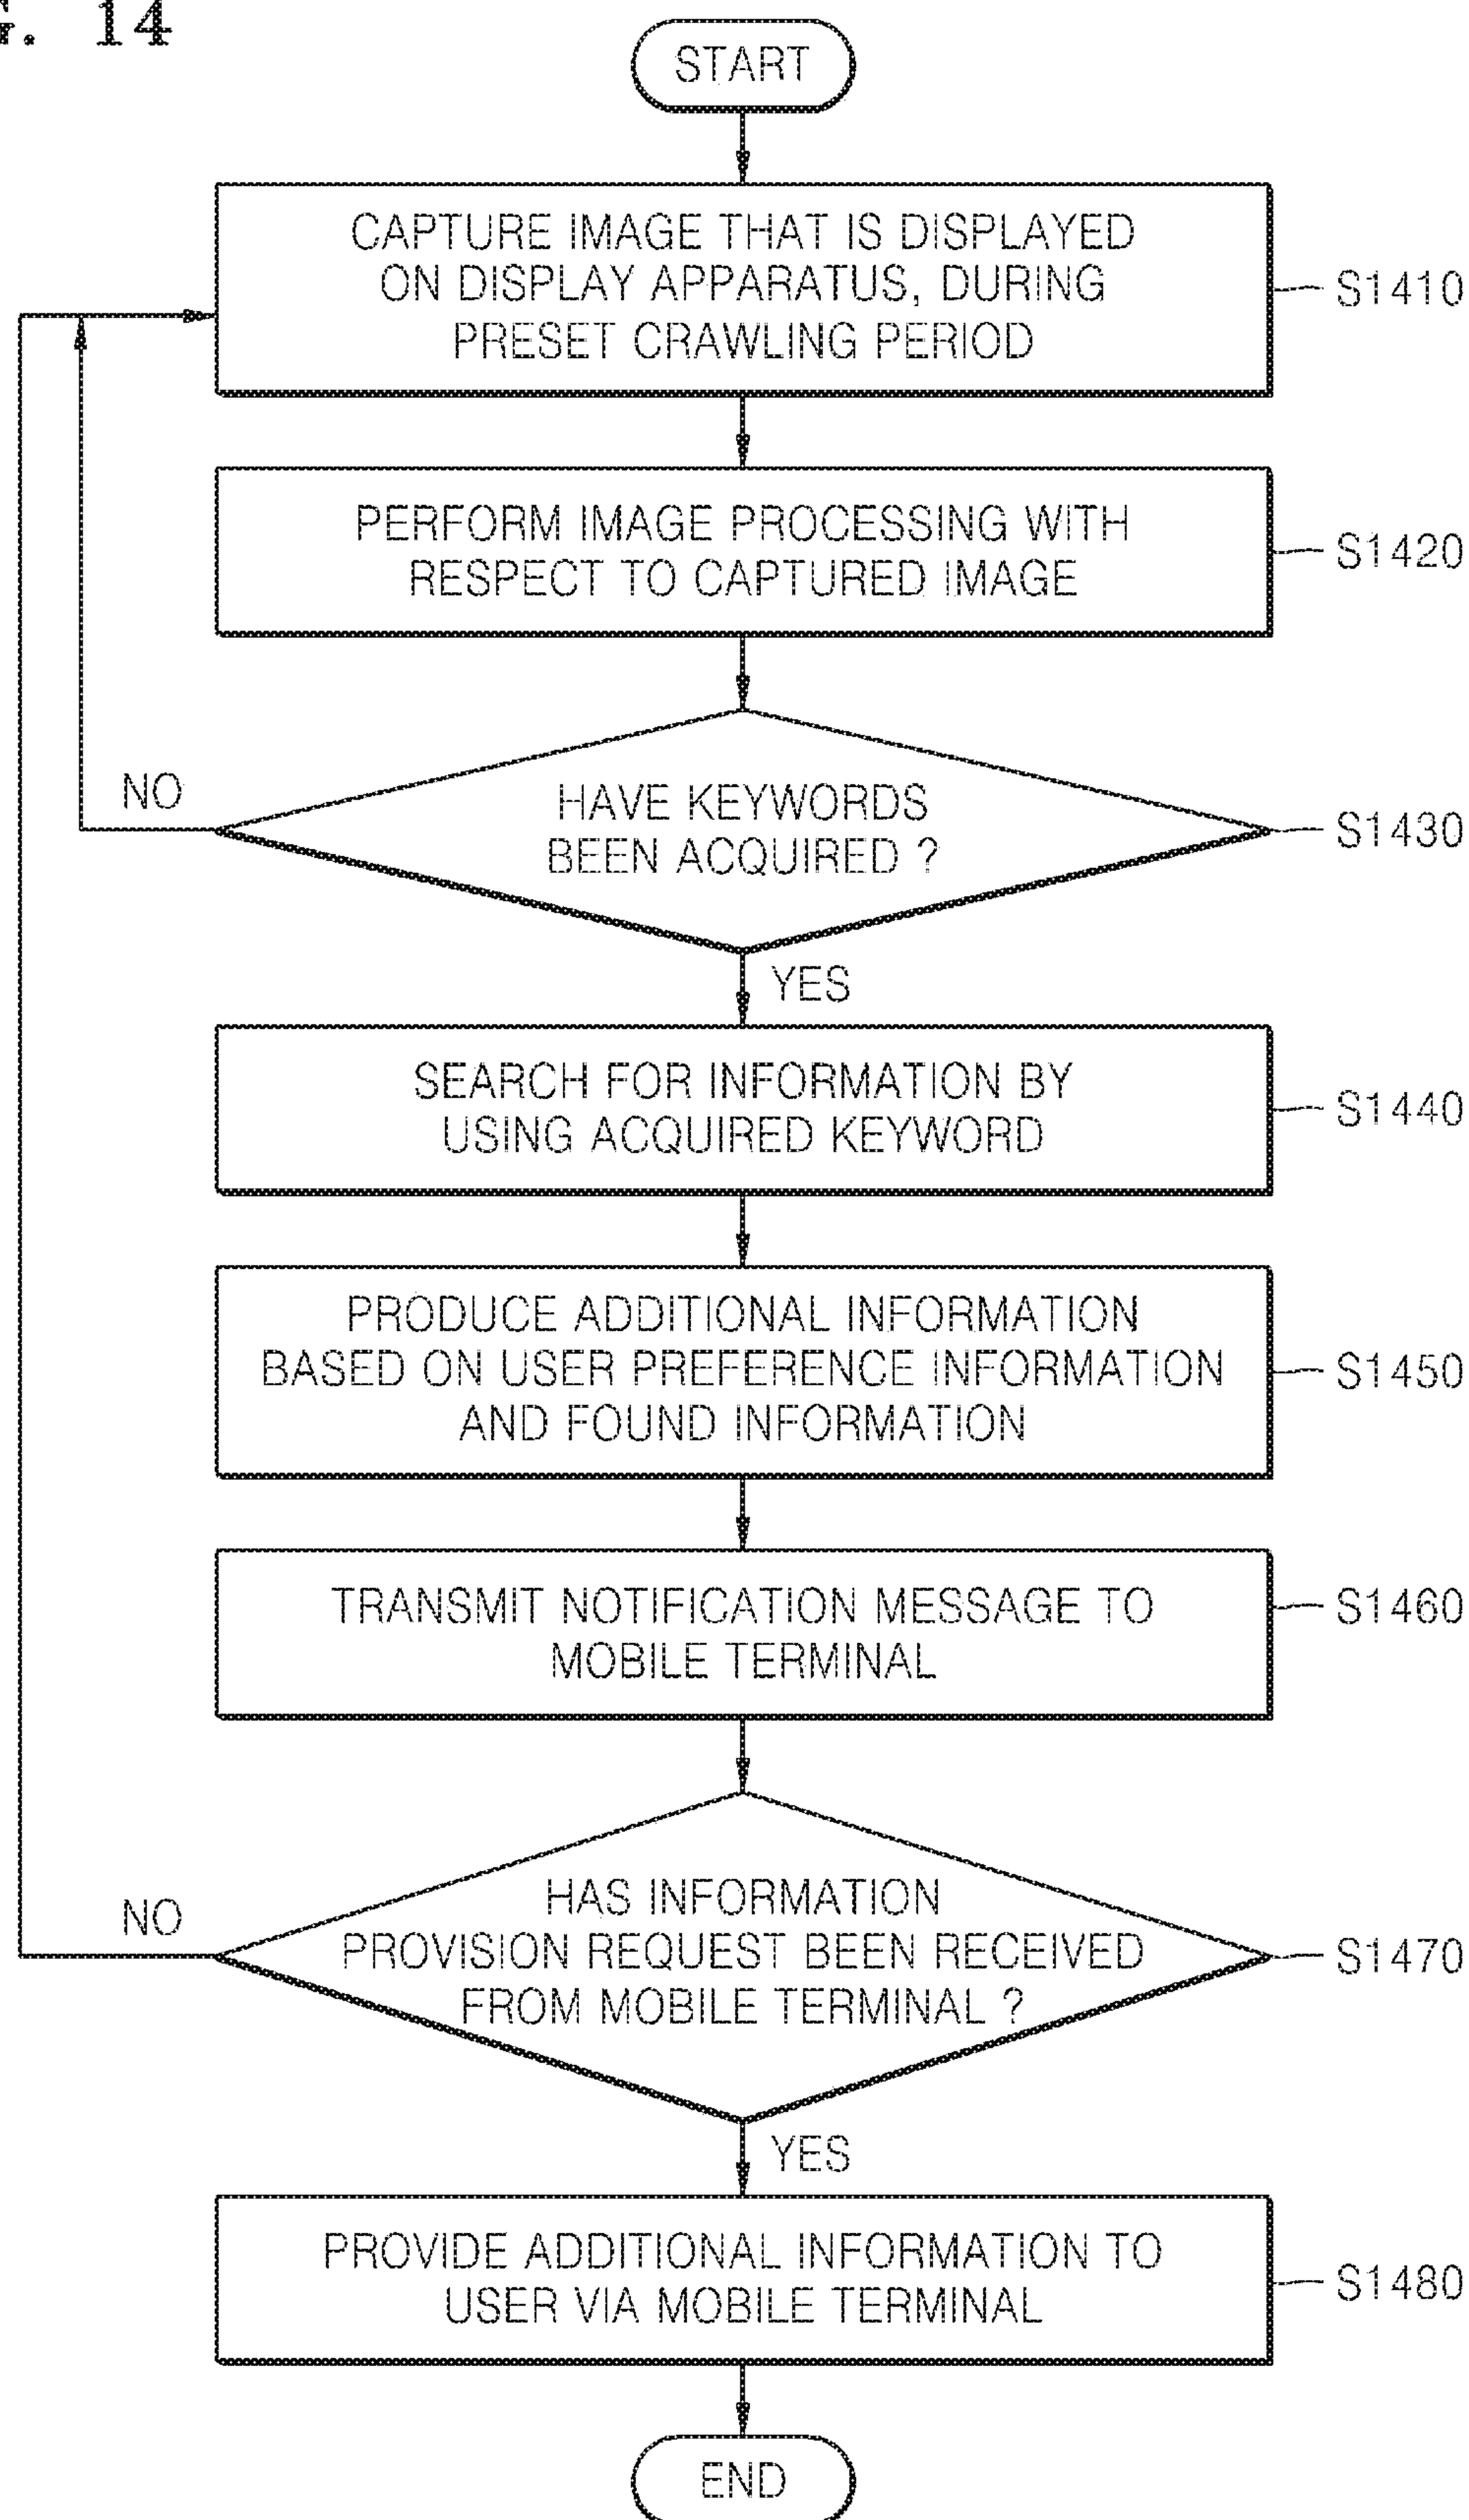 G. 14
START
CAPTURE IMAGE THAT IS DISPLAYED
ON DISPLAY APPARATUS, DURING
PRESET CRAWLING PERIOD
S1410
PERFORM IMAGE PROCESSING WITH
RESPECT TO CAPTURED IMAGE
S1420
NO
HAVE KEYWORDS
BEEN ACQUIRED ?
S1430
YES
SEARCH FOR INFORMATION BY
USING ACQUIRED KEYWORD
S1440
PRODUCE ADDITIONAL INFORMATION
BASED ON USER PREFERENCE INFORMATION
AND FOUND INFORMATION
S1450
TRANSMIT NOTIFICATION MESSAGE TO
MOBILE TERMINAL
S1460
NO
HAS INFORMATION
PROVISION REQUEST BEEN RECEIVED
FROM MOBILE TERMINAL ?
S1470
YES
PROVIDE ADDITIONAL INFORMATION TO
USER VIA MOBILE TERMINAL
S1480
END